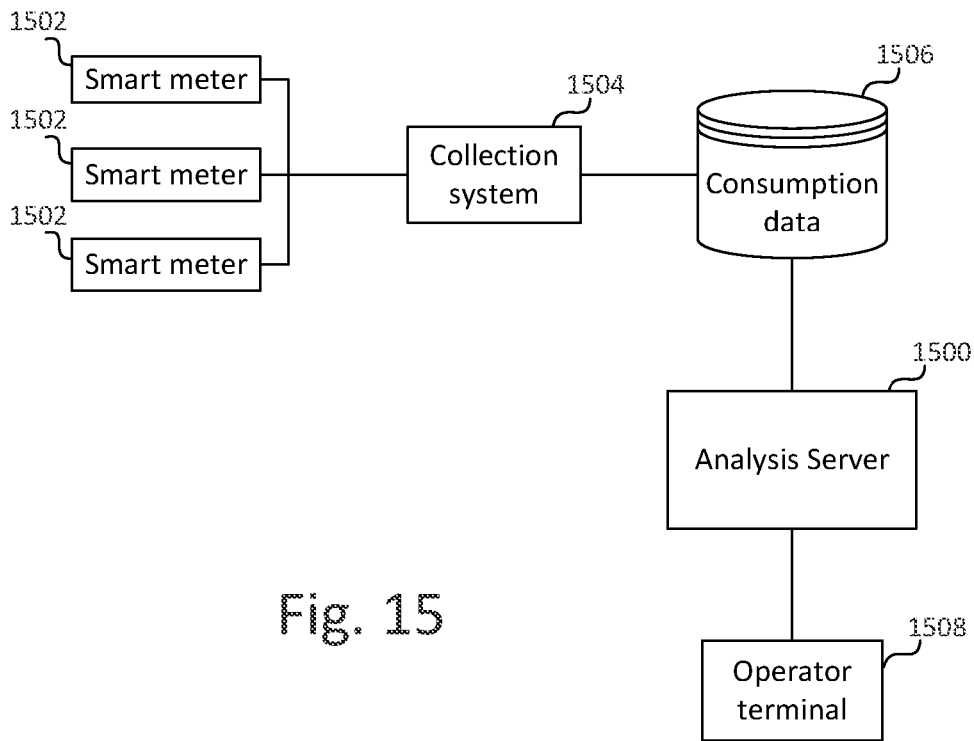 1502
Smart meter
1502
Smart meter
1502
Smart meter
1504
Collection
system
1506
Consumption
data
1500
Analysis Server
1508
Operator
terminal
Fig. 15